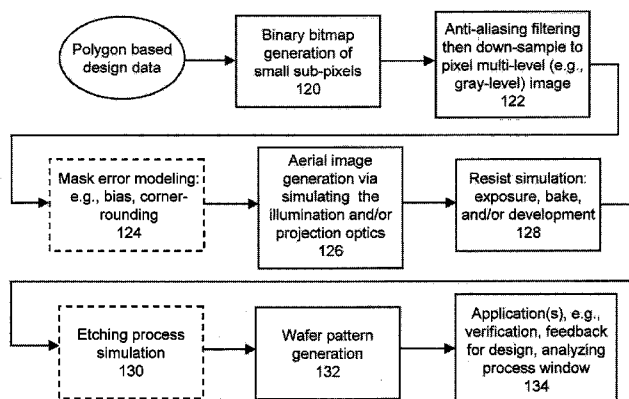 Polygon based
design data
Binary bitmap
generation of
small sub-pixels
120
Anti-aliasing filtering
then down-sample to
pixel multi-level (e.g.,
gray-level) image
122
Mask error modeling:
e.g., bias, corner-
rounding
124
Aerial image
generation via
simulating the
illumination and/or
projection optics
126
Resist simulation:
exposure, bake,
and/or development
128
Etching process
simulation
130
Wafer pattern
generation
132
Application(s), e.g.,
verification, feedback
for design, analyzing
process window
134